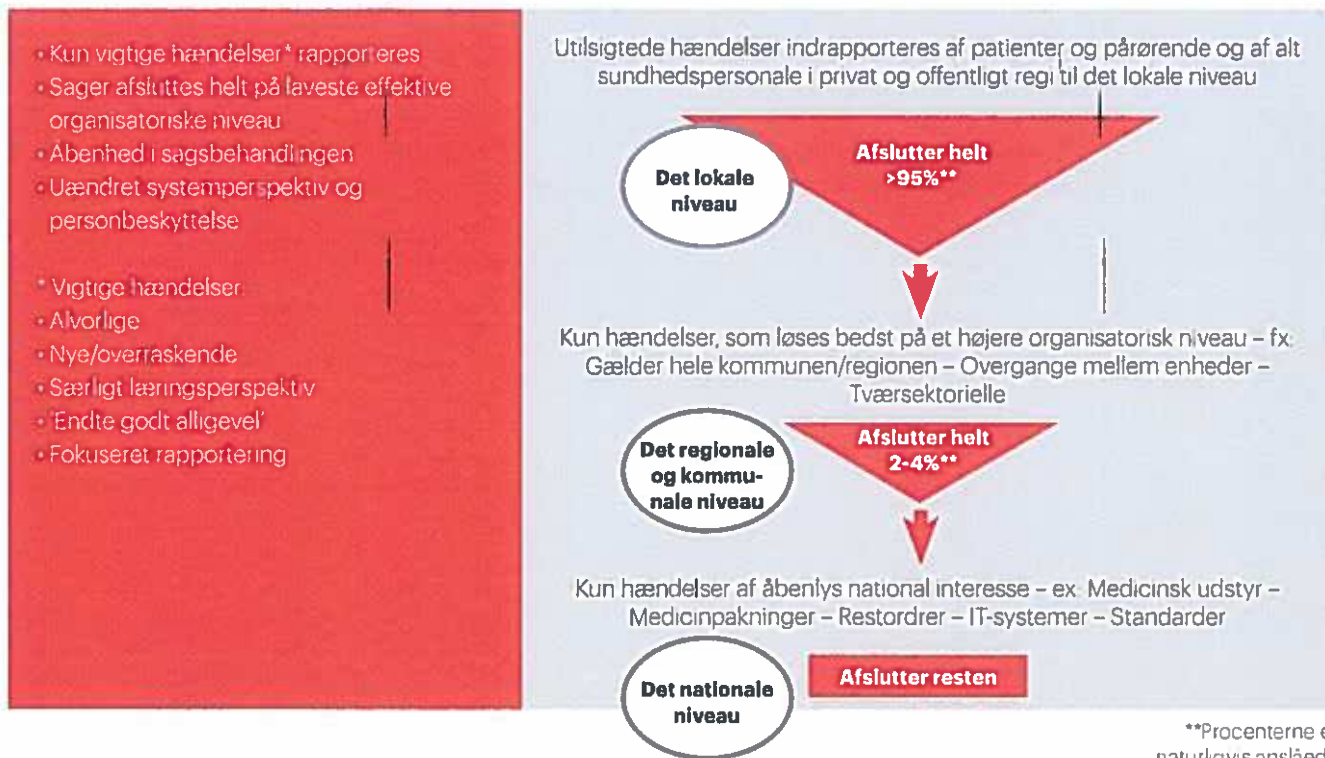 • Kun vigtige hændelser* rapporteres
• Sager afsluttes helt på laveste effektive
organisatoriske niveau
• Åbenhed i sagsbehandlingen
• Uændret systemperspektiv og
personbeskyttelse
* Vigtige hændelser:
• Alvorlige
• Nye/overraskende
• Særligt læringsperspektiv
• 'Endte godt alligevel'
• Fokuseret rapportering
Utilsigtede hændelser indrapporteres af patienter og pårørende og af alt
sundhedspersonale i privat og offentligt regi til det lokale niveau
Det lokale
niveau
Afslutter helt
>95%**
Kun hændelser, som løses bedst på et højere organisatorisk niveau – fx:
Gælder hele kommunen/regionen – Overgange mellem enheder –
Tværsektorielle
Det regionale
og kommu-
nale niveau
Afslutter helt
2-4%**
Kun hændelser af åbenlys national interesse – ex: Medicinsk udstyr –
Medicinpakninger – Restordrer – IT-systemer – Standarder
Det nationale
niveau
Afslutter resten
**Procenterne e
naturligvis anslåed